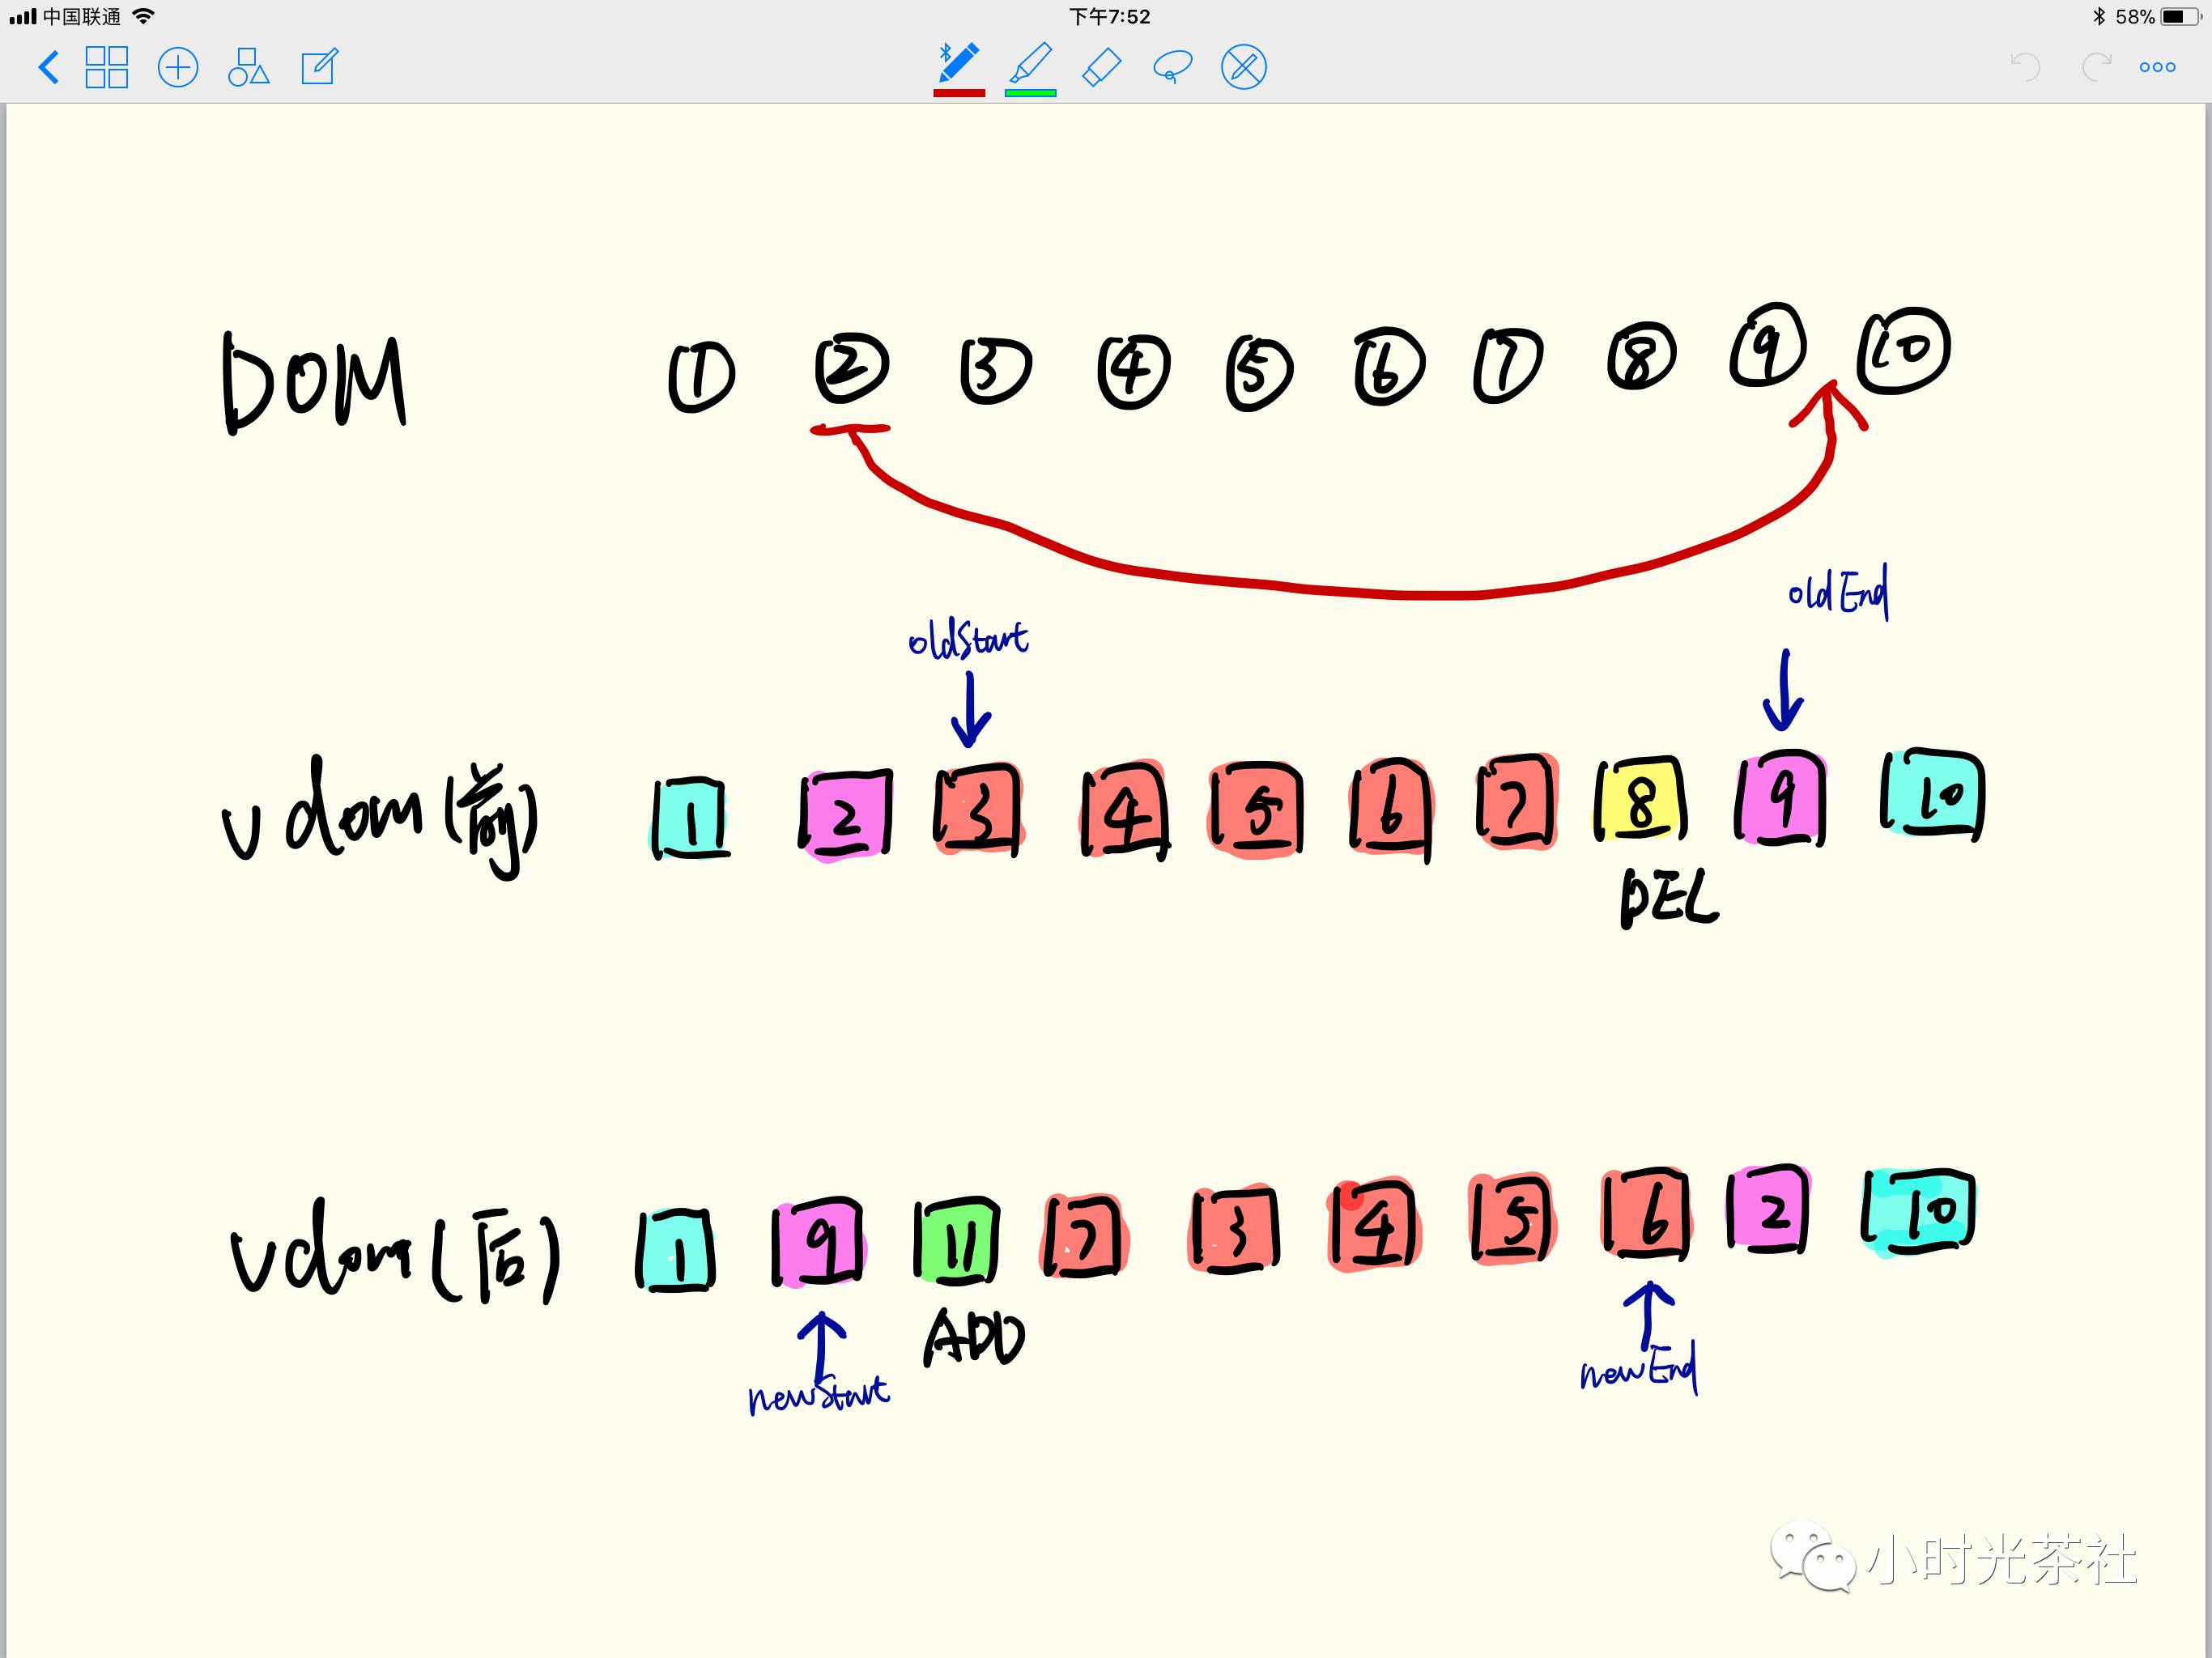 中国联通 下午7:52 58%
DOM 1 2 3 4 5 6 7 8 9 10
oldStart oldEnd
vdom(前) 1 2 3 4 5 6 7 8 9 10
DEL
vdom(后) 1 9 11 7 3 4 5 6 2 10
ADD
newStart newEnd
小时光茶社